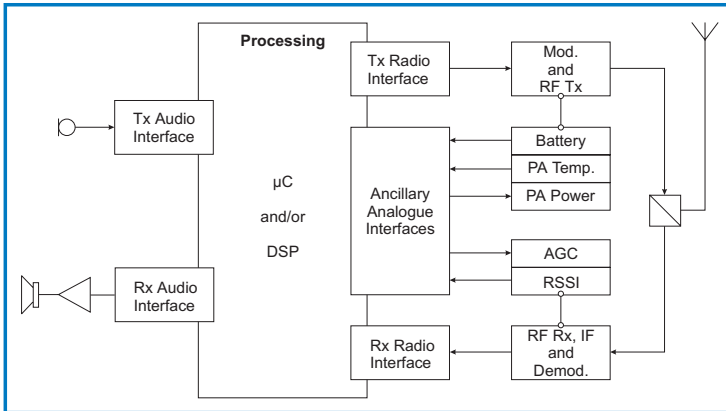 Processing
Tx Radio
Interface
Mod.
and
RF Tx
Tx Audio
Interface
Battery
PA Temp.
PA Power
µC
and/or
DSP
Ancillary
Analogue
Interfaces
AGC
RSSI
Rx Audio
Interface
Rx Radio
Interface
RF Rx, IF
and
Demod.